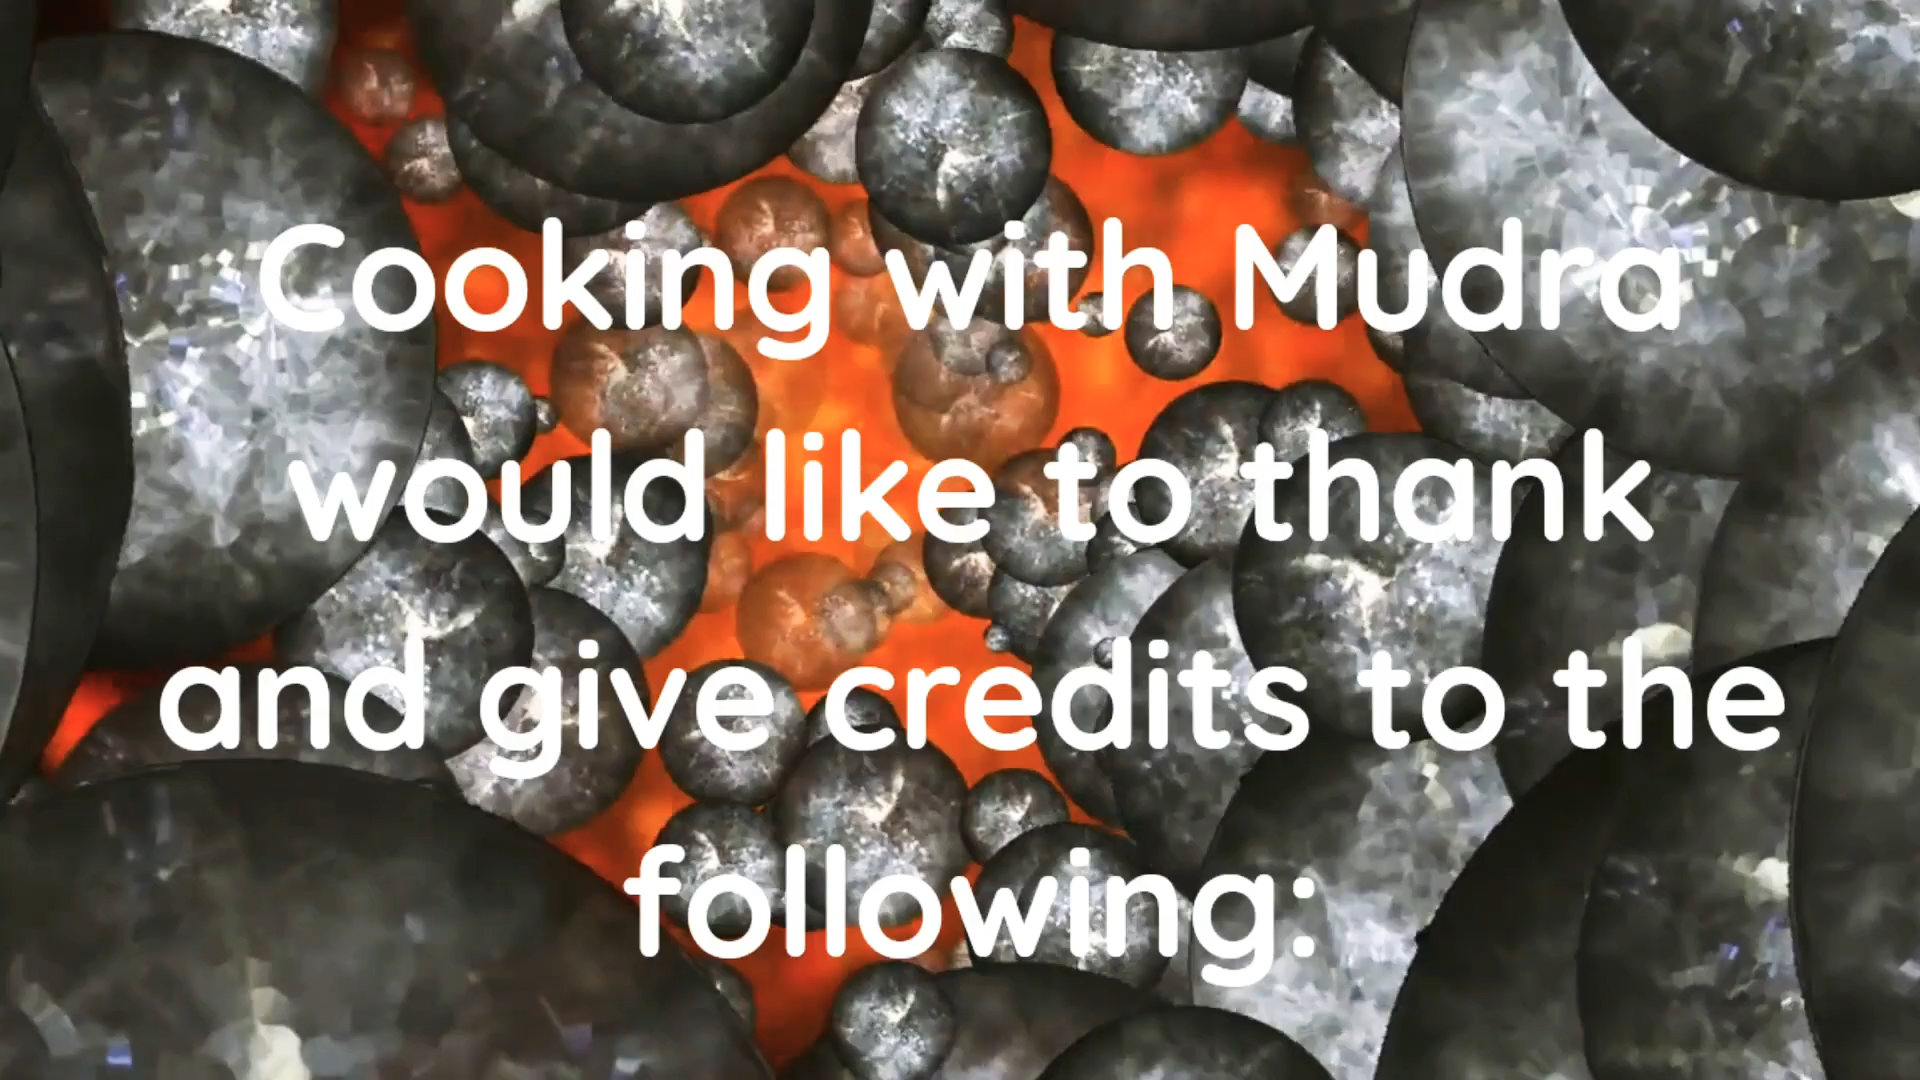 Cooking with Mudra
would like to thank
and give credits to the
following: